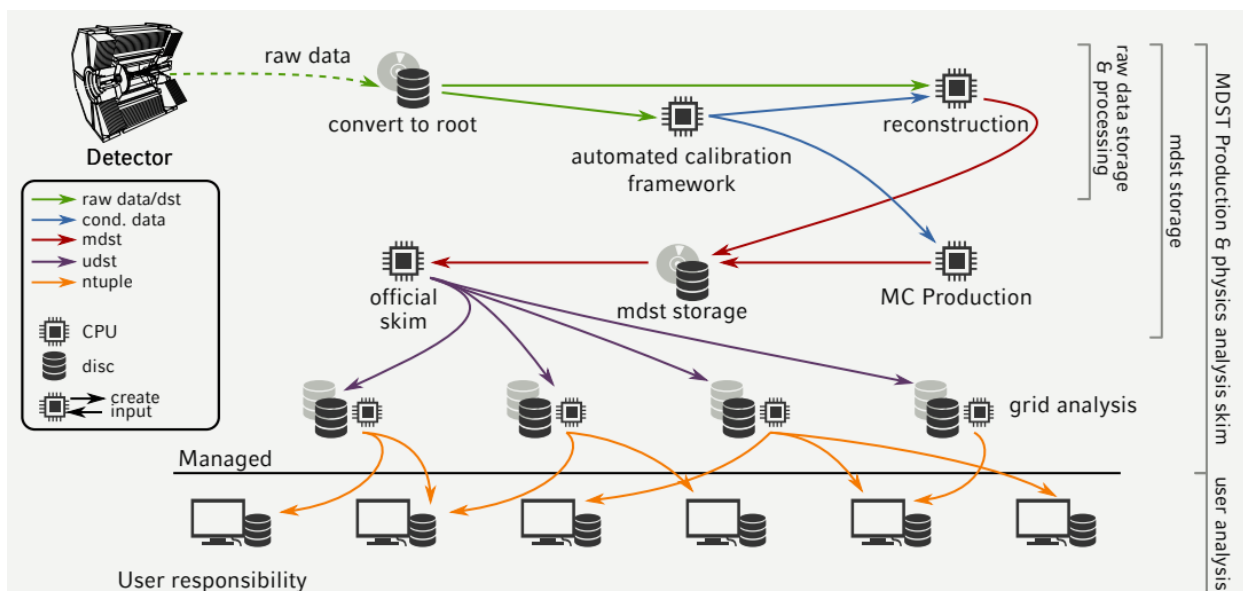 raw data
convert to root
reconstruction
Detector
automated calibration
framework
raw data/dst
cond. data
mdst
udst
ntuple
CPU
disc
create
input
official
skim
mdst storage
MC Production
grid analysis
Managed
User responsibility
raw data storage
& processing
mdst storage
MDST Production & physics analysis skim
user analysis